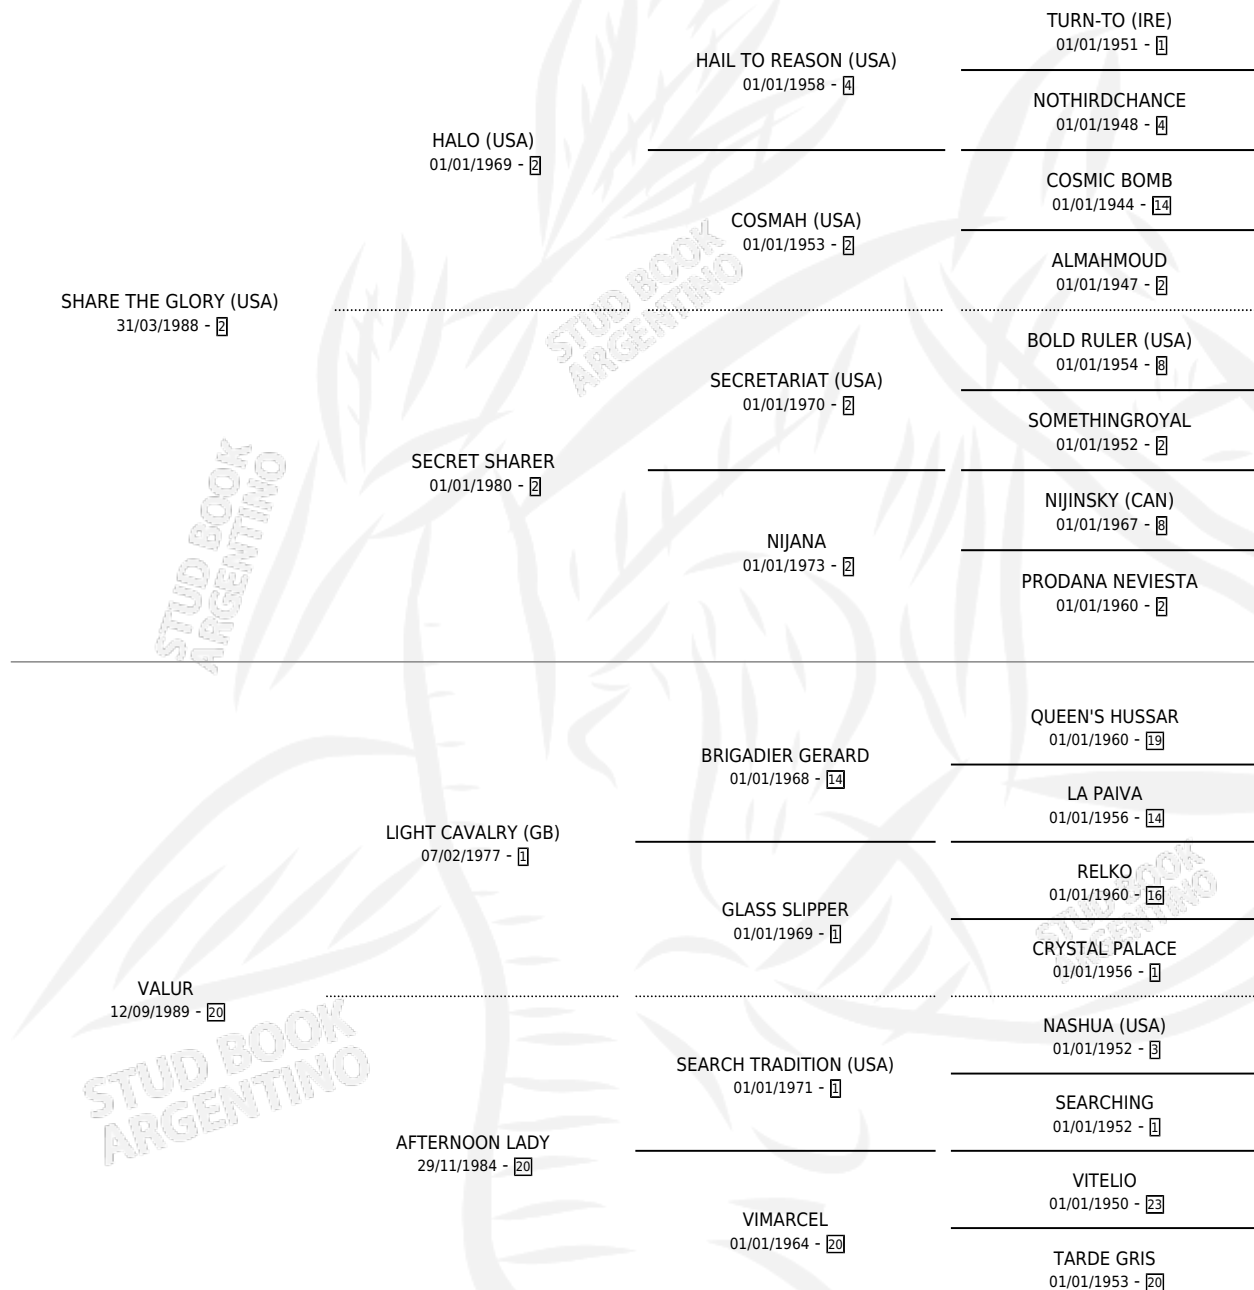 TURN-TO (IRE)
01/01/1951 - 1
HAIL TO REASON (USA)
01/01/1958 - 4
NOTHIRDCHANCE
01/01/1948 - 4
HALO (USA)
01/01/1969 - 2
COSMIC BOMB
01/01/1944 - 14
COSMAH (USA)
01/01/1953 - 2
ALMAHMOUD
01/01/1947 - 2
SHARE THE GLORY (USA)
31/03/1988 - 2
STUD BOOK
ARGENTINO
BOLD RULER (USA)
01/01/1954 - 8
SECRETARIAT (USA)
01/01/1970 - 2
SOMETHINGROYAL
01/01/1952 - 2
SECRET SHARER
01/01/1980 - 2
NIJINSKY (CAN)
01/01/1967 - 8
NIJANA
01/01/1973 - 2
PRODANA NEVIESTA
01/01/1960 - 2
STUD BOOK
ARGENTINO
QUEEN'S HUSSAR
01/01/1960 - 19
BRIGADIER GERARD
01/01/1968 - 14
LA PAIVA
01/01/1956 - 14
LIGHT CAVALRY (GB)
07/02/1977 - 1
RELKO
01/01/1960 - 16
STUD BOOK
ARGENTINO
GLASS SLIPPER
01/01/1969 - 1
CRYSTAL PALACE
01/01/1956 - 1
VALUR
12/09/1989 - 20
STUD BOOK
ARGENTINO
NASHUA (USA)
01/01/1952 - 3
SEARCH TRADITION (USA)
01/01/1971 - 1
SEARCHING
01/01/1952 - 1
AFTERNOON LADY
29/11/1984 - 20
VITELIO
01/01/1950 - 23
VIMARCEL
01/01/1964 - 20
TARDE GRIS
01/01/1953 - 20